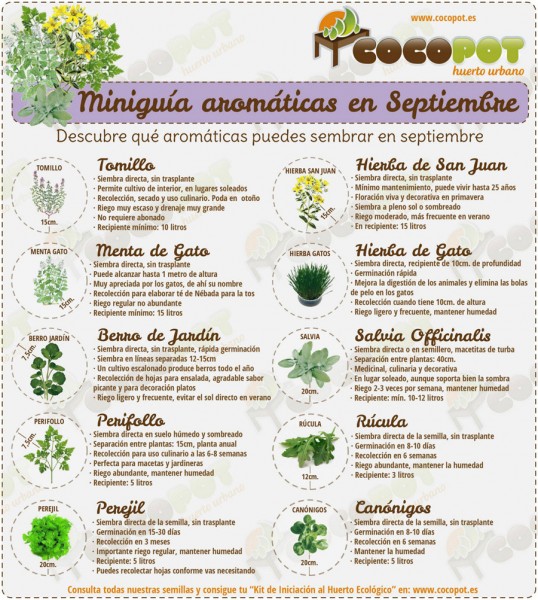 www.cocopot.es
COCOPOT
huerto urbano
Miniguía aromáticas en Septiembre
Descubre qué aromáticas puedes sembrar en septiembre
TOMILLO
15cm.
Tomillo
· Siembra directa, sin trasplante
· Permite cultivo de interior, en lugares soleados
· Recolección, secado y uso culinario. Poda en otoño
· Riego muy escaso y drenaje muy grande
· No requiere abonado
· Recipiente mínimo: 10 litros
HIERBA SAN JUAN
15cm.
Hierba de San Juan
· Siembra directa, sin trasplante
· Mínimo mantenimiento, puede vivir hasta 25 años
· Floración viva y decorativa en primavera
· Siembra a pleno sol o sombreado
· Riego moderado, más frecuente en verano
· En recipiente: 15 litros
MENTA GATO
15cm.
Menta de Gato
· Siembra directa, sin trasplante
· Puede alcanzar hasta 1 metro de altura
· Muy apreciada por los gatos, de ahí su nombre
· Recolección para elaborar té de Nébada para la tos
· Riego regular no abundante
· Recipiente mínimo: 15 litros
HIERBA GATOS
Hierba de Gato
· Siembra directa, recipiente de 10cm. de profundidad
· Germinación rápida
· Mejora la digestión de los animales y elimina las bolas
de pelo en los gatos
· Recolección cuando tiene 10cm. de altura
· Riego ligero y frecuente, mantener humedad
BERRO JARDÍN
1,5cm.
Berro de Jardín
· Siembra directa, sin trasplante, rápida germinación
· Siembra en lineas separadas 12-15cm
· Un cultivo escalonado produce berros todo el año
· Recolección de hojas para ensalada, agradable sabor
picante y para decoración platos
· Riego ligero y frecuente, evitar el sol directo en verano
SALVIA
20cm.
Salvia Officinalis
· Siembra directa o en semillero, macetitas de turba
· Separación entre plantas: 40cm.
· Medicinal, culinaria y decorativa
· En lugar soleado, aunque soporta bien la sombra
· Riego 2-3 veces por semana, mantener humedad
· Recipiente: mín. 10-12 litros
PERIFOLLO
1,5cm.
Perifollo
· Siembra directa en suelo húmedo y sombreado
· Separación entre plantas: 15cm, planta anual
· Recolección para uso culinario a las 6-8 semanas
· Perfecta para macetas y jardineras
· Riego abundante, para mantener humedad
· Recipiente: 5 litros
RÚCULA
12cm.
Rúcula
· Siembra directa de la semilla, sin trasplante
· Germinación en 8-10 días
· Recolección en 6 semanas
· Riego abundante, mantener la humedad
· Recipiente: 3 litros
PEREJIL
20cm.
Perejil
· Siembra directa de la semilla, sin trasplante
· Germinación en 15-30 días
· Recolección en 3 meses
· Importante riego regular, mantener humedad
· Recipiente: 5 litros
· Puedes recolectar hojas conforme vas necesitando
CANÓNIGOS
20cm.
Canónigos
· Siembra directa de la semilla, sin trasplante
· Germinación en 8-10 días
· Recolección en 6 semanas
· Mantener la humedad
· Recipiente: 5 litros
Consulta todas nuestras semillas y consigue tu "Kit de Iniciación al Huerto Ecológico" en: www.cocopot.es